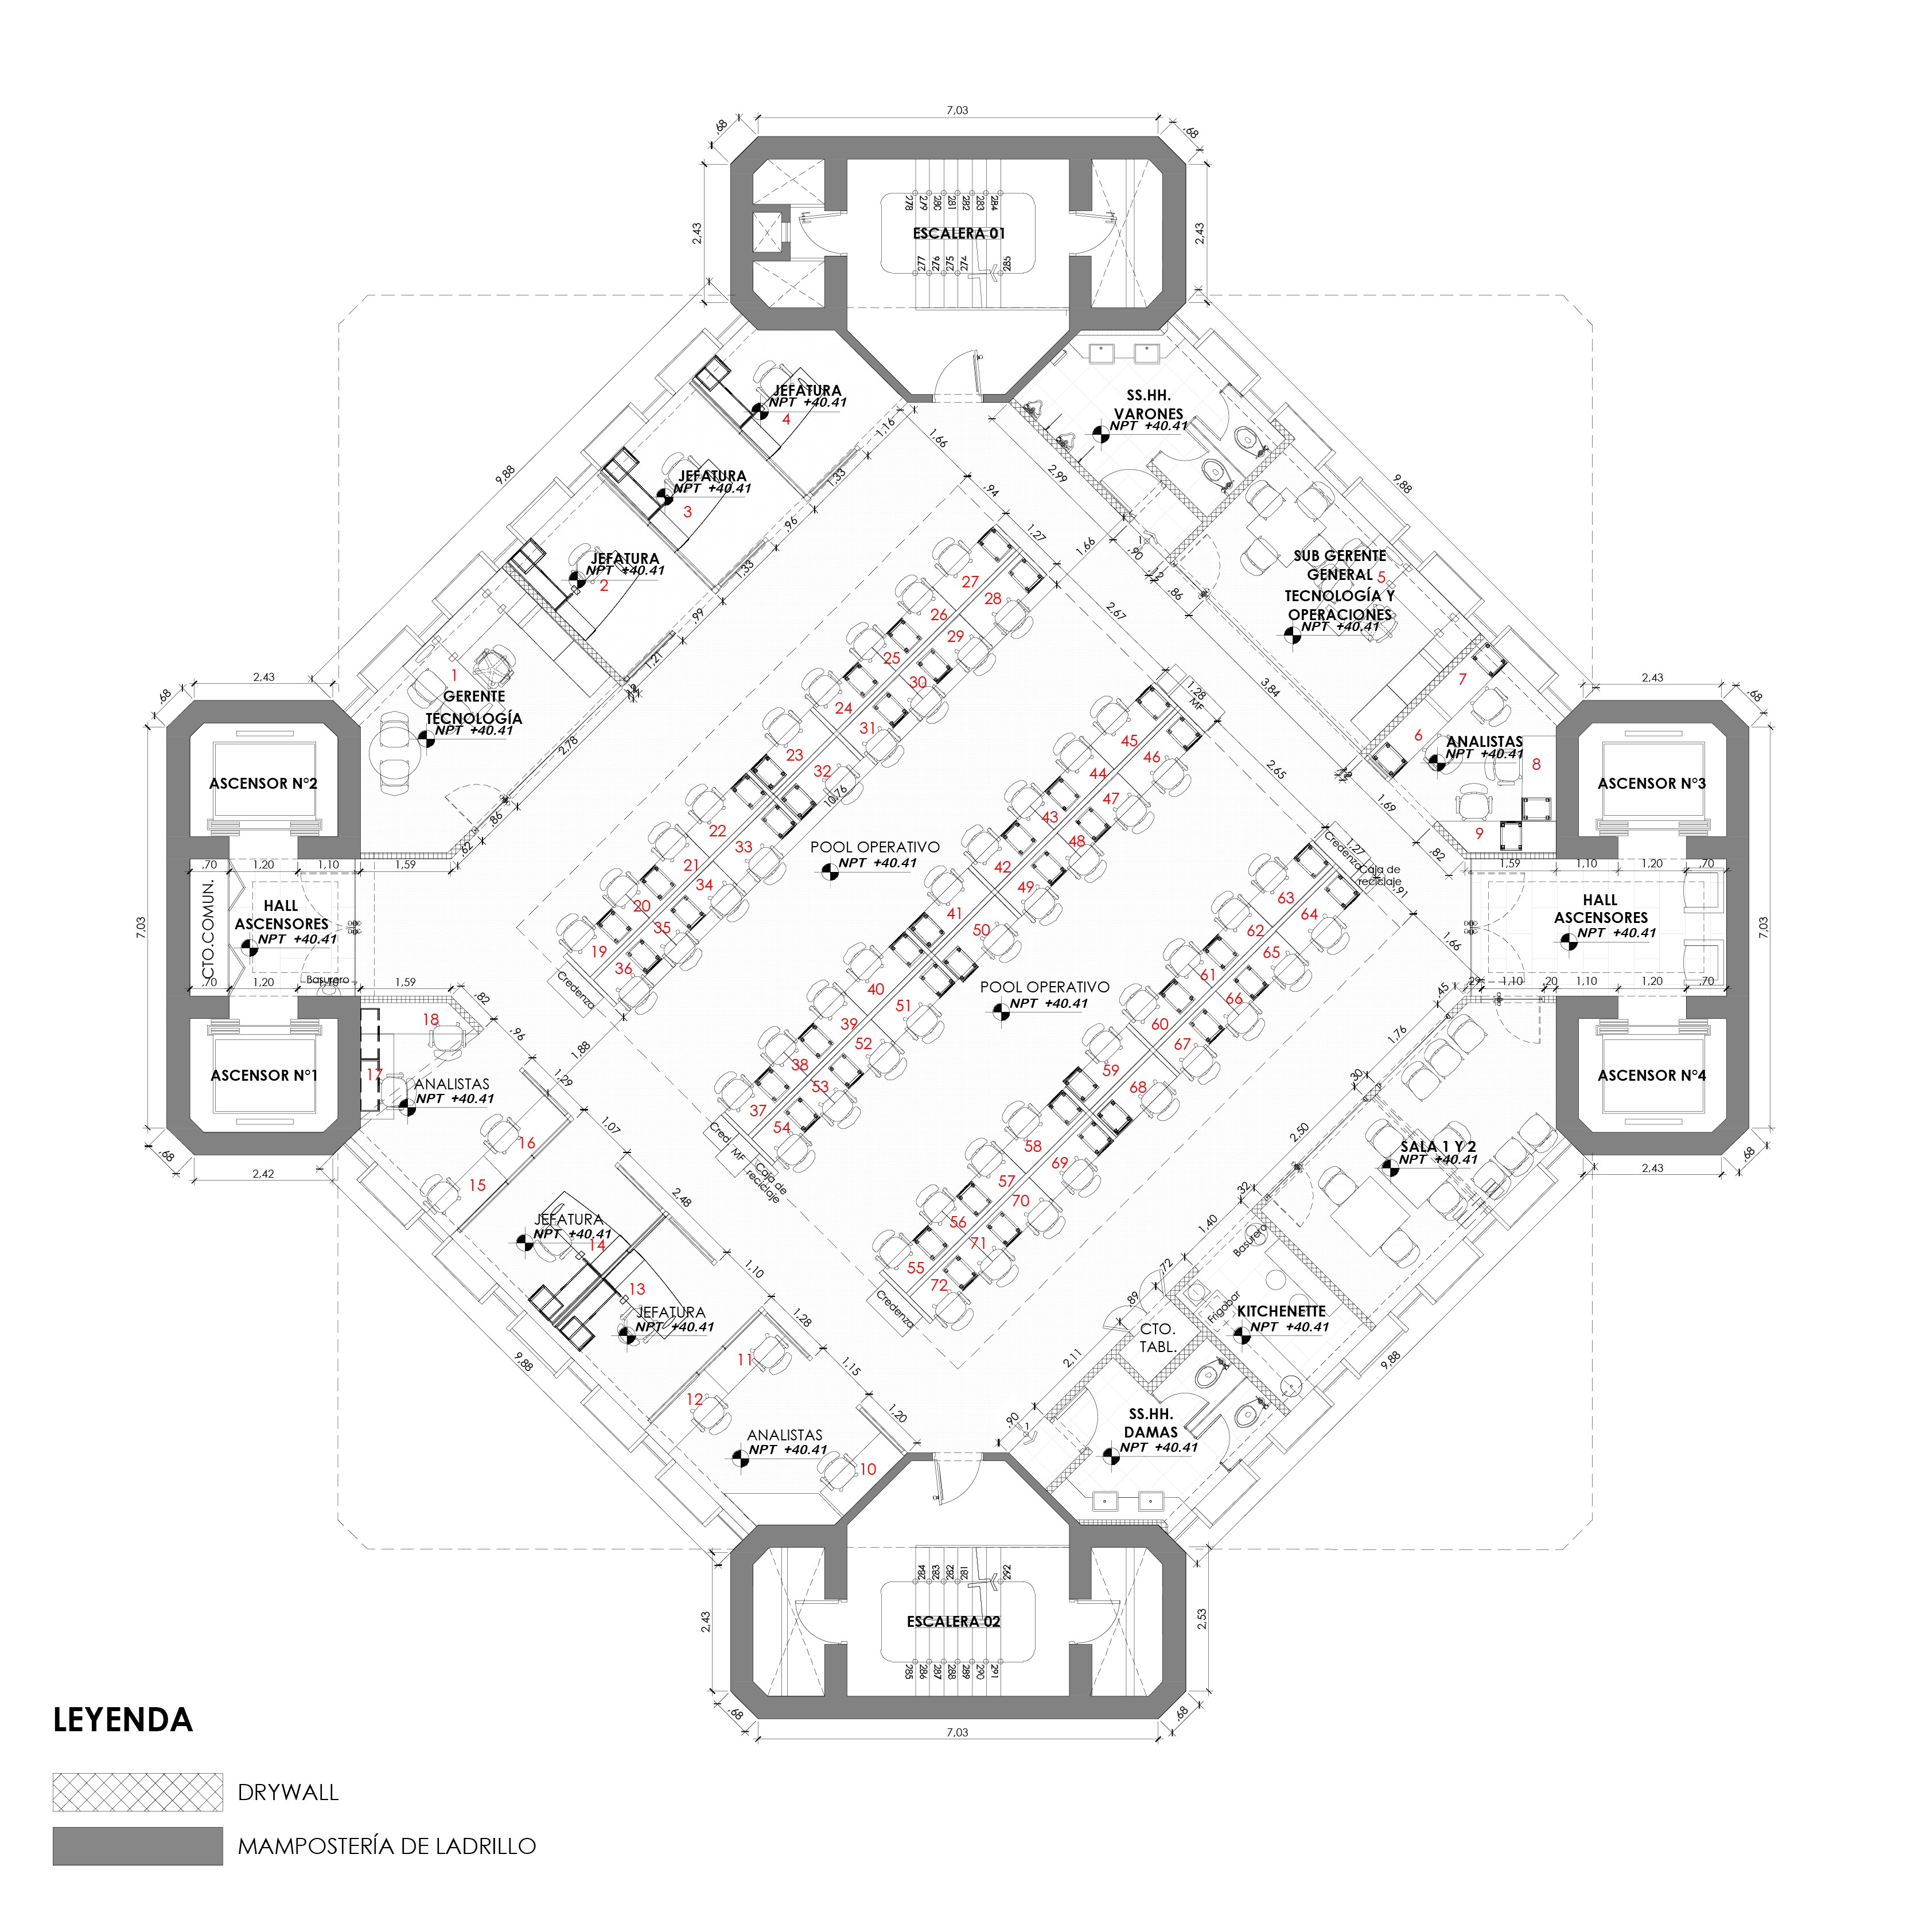 7,03
,68
,68
2,43
2,43
278
279
280
281
282
283
284
ESCALERA 01
277
276
275
274
285
9,88
9,88
JEFATURA
NPT +40.41
4
JEFATURA
NPT +40.41
3
JEFATURA
NPT +40.41
2
1
GERENTE
TECNOLOGÍA
NPT +40.41
SS.HH.
VARONES
NPT +40.41
SUB GERENTE
GENERAL 5
TECNOLOGÍA Y
OPERACIONES
NPT +40.41
7
6
ANALISTAS
NPT +40.41
8
9
1,16
1,66
1,33
,96
1,33
,99
1,21
2,78
,86
,62
,94
2,99
1,27
1,66
,90
,86
2,67
3,84
1,28
MF
2,65
1,69
,82
2,43
,68
ASCENSOR N°2
7,03
,70
1,20
1,10
1,59
CTO.COMUN.
HALL
ASCENSORES
NPT +40.41
Basurero
,70
1,20
1,10
1,59
ASCENSOR N°1
,68
2,42
2,43
,68
ASCENSOR N°3
1,59
1,10
1,20
,70
HALL
ASCENSORES
NPT +40.41
7,03
,29
1,10
,20
1,10
1,20
,70
ASCENSOR N°4
2,43
,68
27
28
26
29
25
30
24
31
23
32
10,76
22
33
21
34
20
35
19
36
Credenza
POOL OPERATIVO
NPT +40.41
45
46
44
47
43
48
42
49
41
50
40
51
39
52
38
53
37
54
Cred
MF
Caja de
reciclaje
POOL OPERATIVO
NPT +40.41
Credenza
1,27
Caja de
reciclaje
,91
1,66
63
64
62
65
61
66
60
67
59
68
58
69
57
70
56
71
55
72
Credenza
18
17
ANALISTAS
NPT +40.41
16
15
,82
,96
1,88
1,29
1,07
2,48
1,10
1,28
1,15
1,20
JEFATURA
NPT +40.41
14
13
JEFATURA
NPT +40.41
11
12
ANALISTAS
NPT +40.41
10
9,88
,45
1,76
,30
2,50
,32
1,40
,72
,89
2,11
,90
SALA 1 Y 2
NPT +40.41
Basurero
Frigobar
KITCHENETTE
NPT +40.41
CTO.
TABL.
SS.HH.
DAMAS
NPT +40.41
9,88
284
283
282
281
292
ESCALERA 02
285
286
287
288
289
290
291
2,43
2,53
,68
,68
7,03
LEYENDA
DRYWALL
MAMPOSTERÍA DE LADRILLO